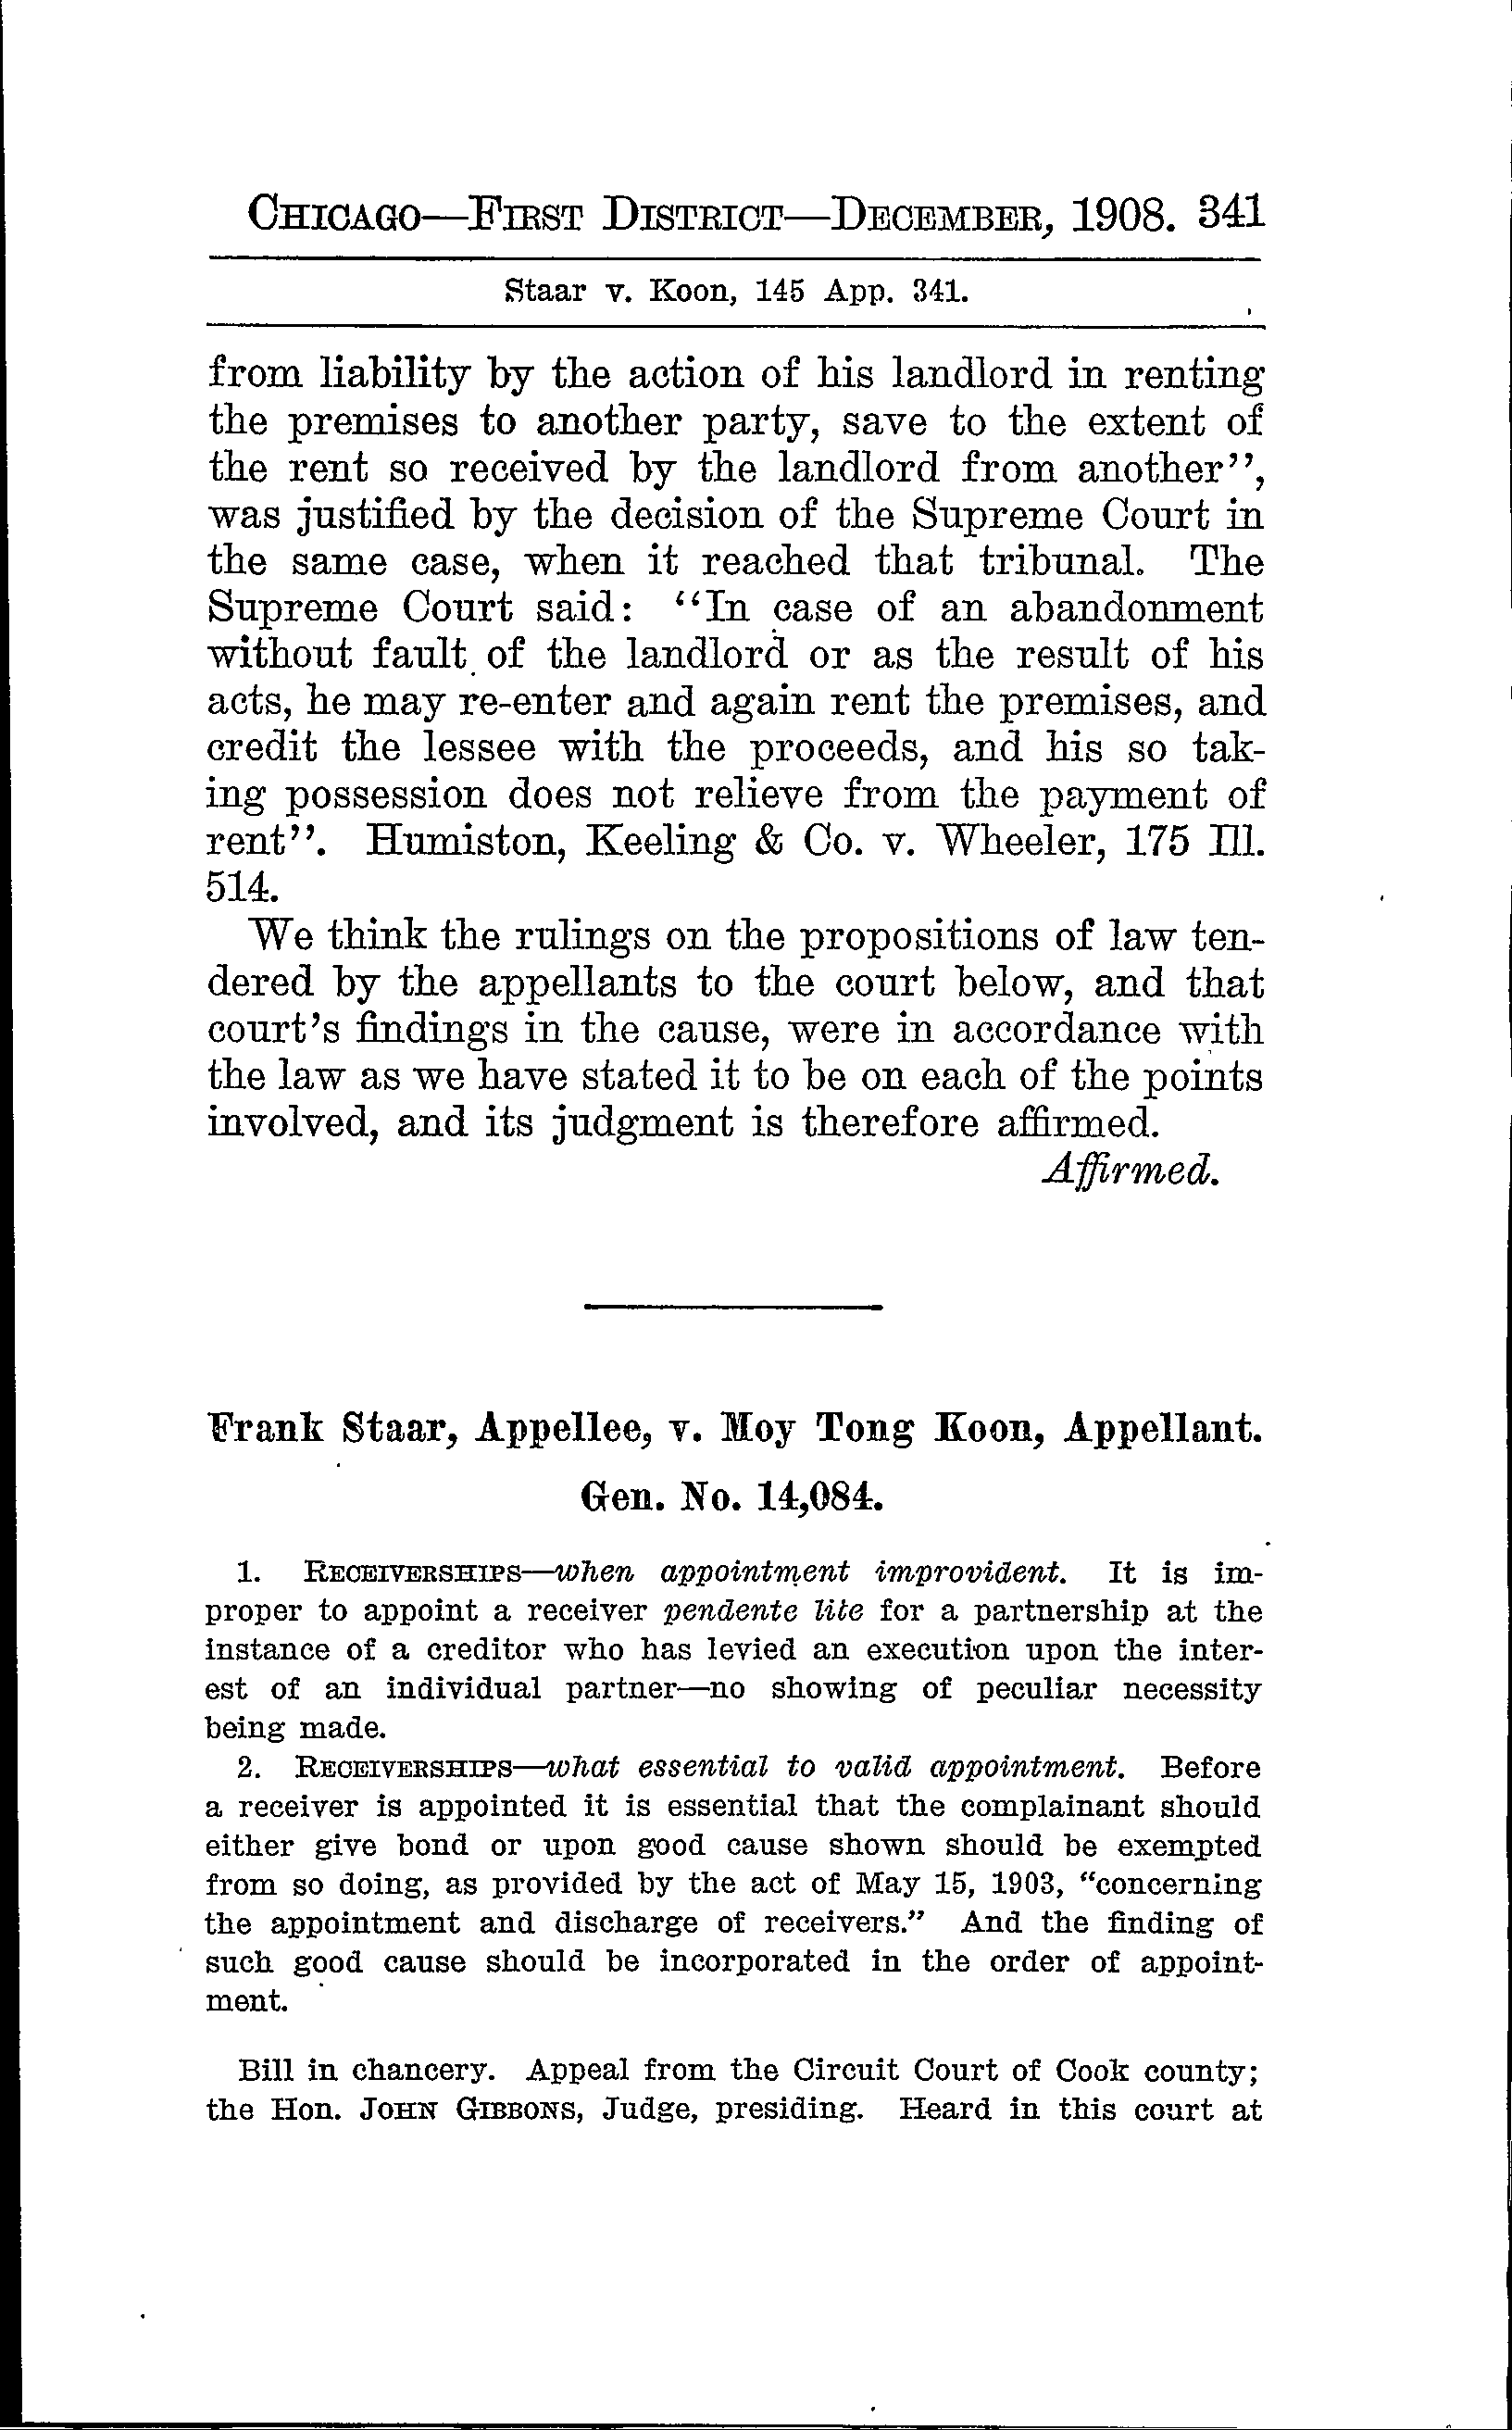 CHICAGO—FIRST DISTRICT—DECEMBER, 1908. 341
Staar v. Koon, 145 App. 341.
from liability by the action of his landlord in renting
the premises to another party, save to the extent of
the rent so received by the landlord from another”,
was justified by the decision of the Supreme Court in
the same case, when it reached that tribunal. The
Supreme Court said: “In case of an abandonment
without fault of the landlord or as the result of his
acts, he may re-enter and again rent the premises, and
credit the lessee with the proceeds, and his so tak-
ing possession does not relieve from the payment of
rent”. Humiston, Keeling & Co. v. Wheeler, 175 Ill.
514.
We think the rulings on the propositions of law ten-
dered by the appellants to the court below, and that
court’s findings in the cause, were in accordance with
the law as we have stated it to be on each of the points
involved, and its judgment is therefore affirmed.
Affirmed.
Frank Staar, Appellee, v. Moy Tong Koon, Appellant.
Gen. No. 14,084.
1. RECEIVERSHIPS—when appointment improvident. It is im-
proper to appoint a receiver pendente lite for a partnership at the
instance of a creditor who has levied an execution upon the inter-
est of an individual partner—no showing of peculiar necessity
being made.
2. RECEIVERSHIPS—what essential to valid appointment. Before
a receiver is appointed it is essential that the complainant should
either give bond or upon good cause shown should be exempted
from so doing, as provided by the act of May 15, 1903, “concerning
the appointment and discharge of receivers.” And the finding of
such good cause should be incorporated in the order of appoint-
ment.
Bill in chancery. Appeal from the Circuit Court of Cook county;
the Hon. JOHN GIBBONS, Judge, presiding. Heard in this court at